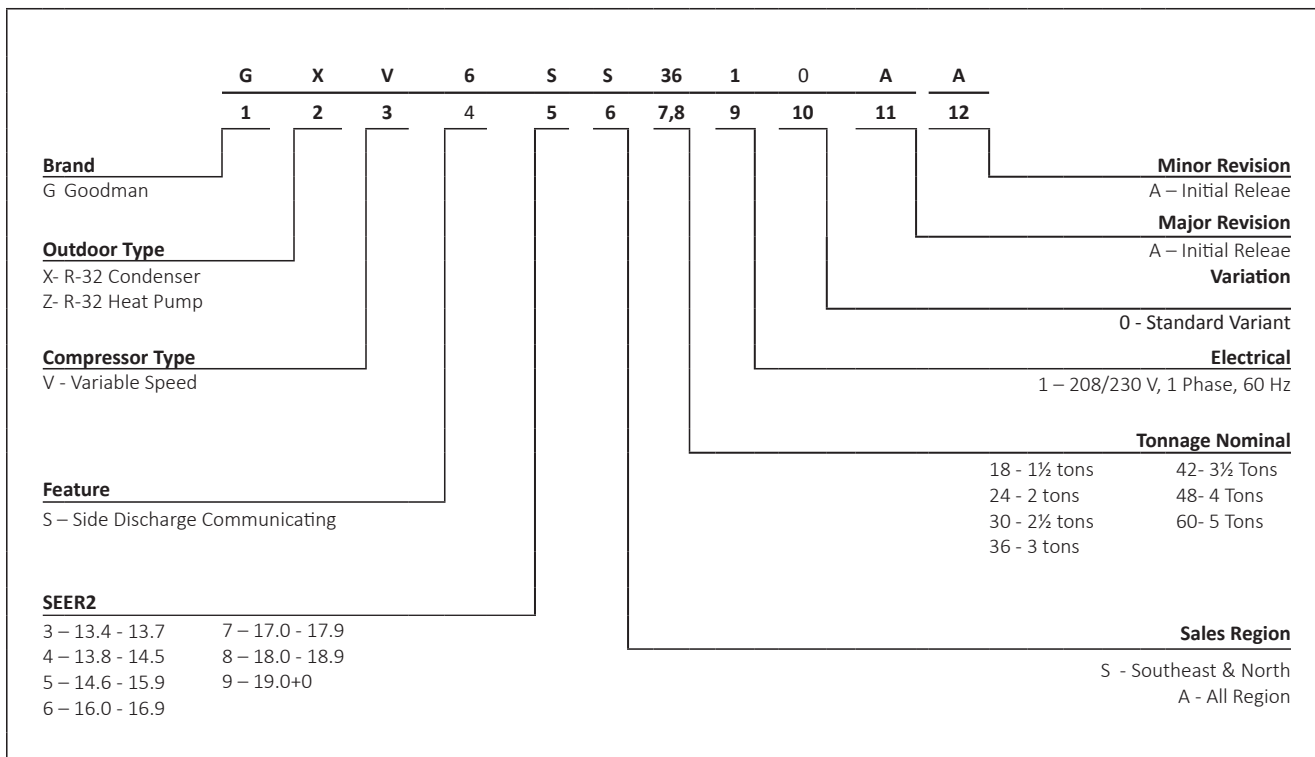 G X V 6 S S 36 1 0 A A
1 2 3 4 5 6 7,8 9 10 11 12
Brand
G Goodman
Outdoor Type
X- R-32 Condenser
Z- R-32 Heat Pump
Compressor Type
V - Variable Speed
Feature
S – Side Discharge Communicating
SEER2
3 – 13.4 - 13.7 7 – 17.0 - 17.9
4 – 13.8 - 14.5 8 – 18.0 - 18.9
5 – 14.6 - 15.9 9 – 19.0+0
6 – 16.0 - 16.9
Minor Revision
A – Initial Releae
Major Revision
A – Initial Releae
Variation
0 - Standard Variant
Electrical
1 – 208/230 V, 1 Phase, 60 Hz
Tonnage Nominal
18 - 1½ tons 42- 3½ Tons
24 - 2 tons 48- 4 Tons
30 - 2½ tons 60- 5 Tons
36 - 3 tons
Sales Region
S - Southeast & North
A - All Region